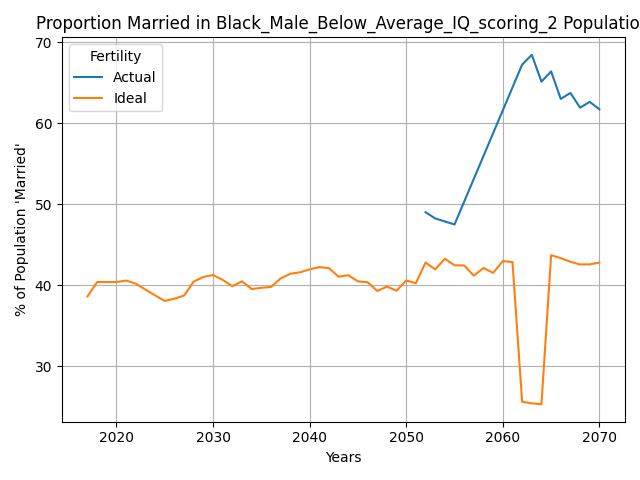 Proportion Married in Black_Male_Below_Average_IQ_scoring_2 Populatio
Fertility
Actual
Ideal
% of Population 'Married'
70
60
50
40
30
2020 2030 2040 2050 2060 2070
Years